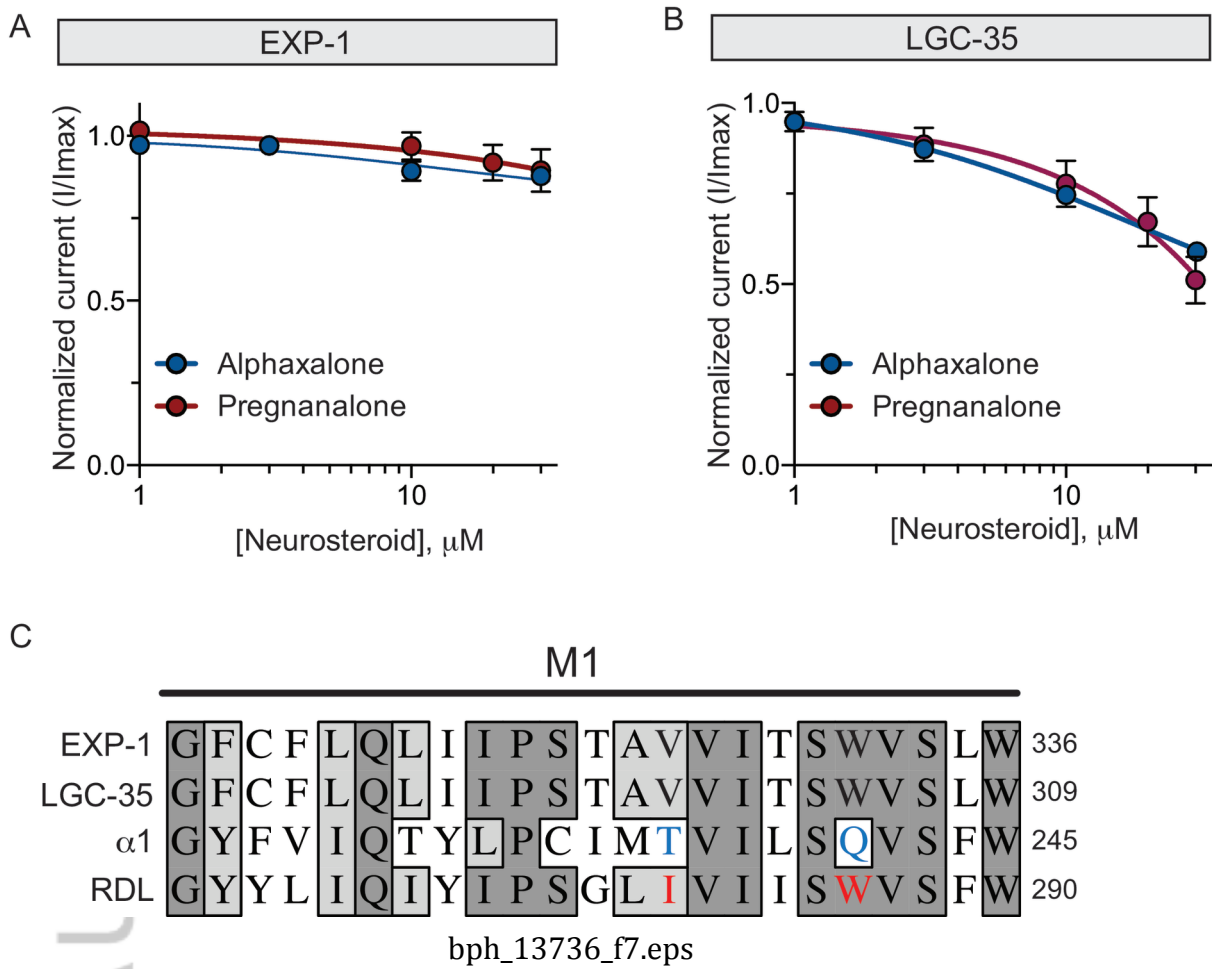 A
EXP-1
Normalized current (I/Imax)
1.0
0.5
0.0
1
10
Alphaxalone
Pregnanalone
[Neurosteroid], μM
B
LGC-35
Normalized current (I/Imax)
1.0
0.5
0.0
1
10
Alphaxalone
Pregnanalone
[Neurosteroid], μM
C
M1
EXP-1 G F C F L Q L I I P S T A V V I T S W V S L W 336
LGC-35 G F C F L Q L I I P S T A V V I T S W V S L W 309
α1 G Y F V I Q T Y L P C I M T V I L S Q V S F W 245
RDL G Y Y L I Q I Y I P S G L I V I I S W V S F W 290
bph_13736_f7.eps